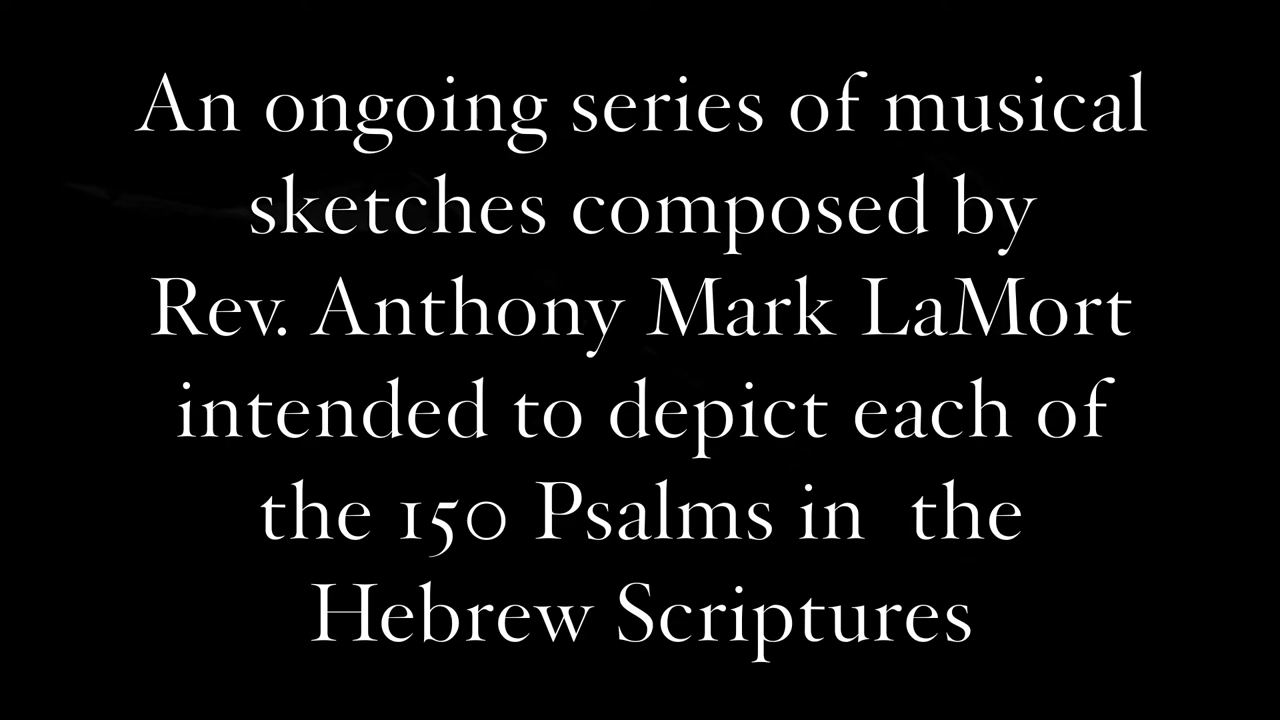 An ongoing series of musical
sketches composed by
Rev. Anthony Mark LaMort
intended to depict each of
the 150 Psalms in  the
Hebrew Scriptures